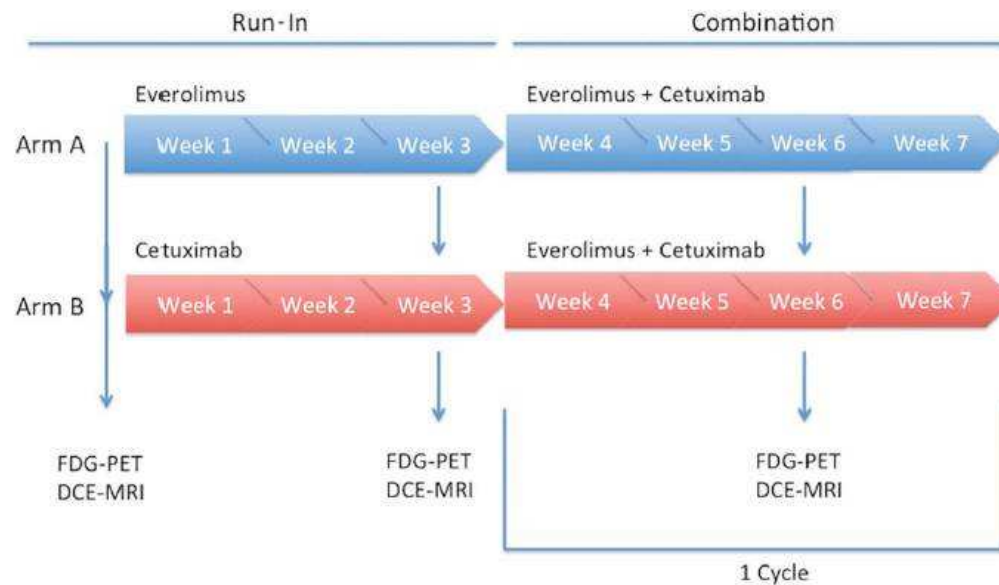 Run-In Combination
Everolimus Everolimus + Cetuximab
Arm A Week 1 Week 2 Week 3 Week 4 Week 5 Week 6 Week 7
Cetuximab Everolimus + Cetuximab
Arm B Week 1 Week 2 Week 3 Week 4 Week 5 Week 6 Week 7
FDG-PET FDG-PET FDG-PET
DCE-MRI DCE-MRI DCE-MRI
1 Cycle